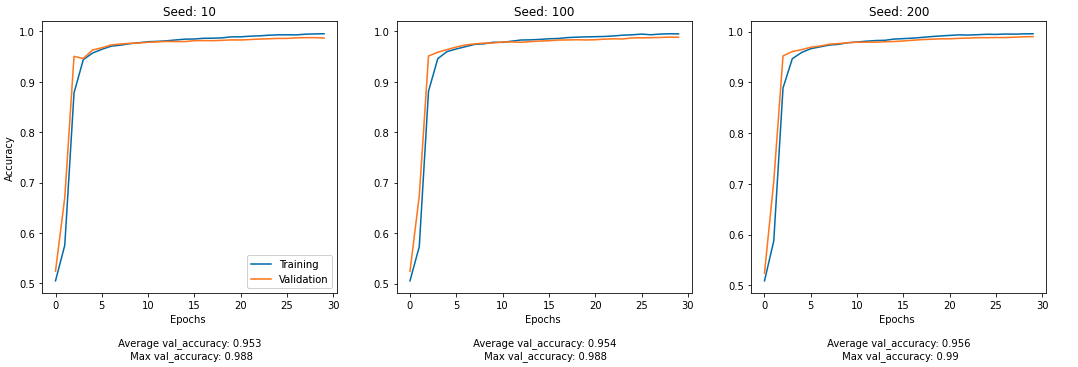 Seed: 10
1.0
0.9
0.8
0.7
0.6
0.5
Accuracy
Training
Validation
0 5 10 15 20 25 30
Epochs
Average val_accuracy: 0.953
Max val_accuracy: 0.988
Seed: 100
1.0
0.9
0.8
0.7
0.6
0.5
0 5 10 15 20 25 30
Epochs
Average val_accuracy: 0.954
Max val_accuracy: 0.988
Seed: 200
1.0
0.9
0.8
0.7
0.6
0.5
0 5 10 15 20 25 30
Epochs
Average val_accuracy: 0.956
Max val_accuracy: 0.99